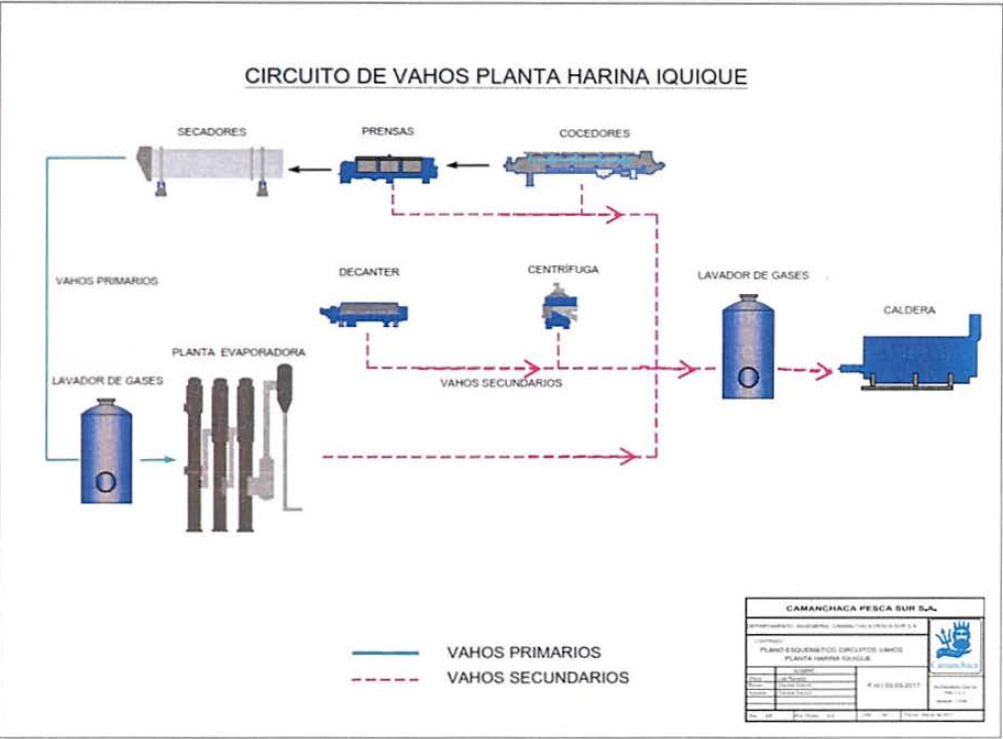 CIRCUITO DE VAHOS PLANTA HARINA IQUIQUE
SECADORES
PRENSAS
COCEDORES
VAHOS PRIMARIOS
DECANTER
CENTRÍFUGA
LAVADOR DE GASES
CALDERA
PLANTA EVAPORADORA
VAHOS SECUNDARIOS
LAVADOR DE GASES
VAHOS PRIMARIOS
VAHOS SECUNDARIOS
CAMANCHACA PESCA SUR S.A.
PLANO ESQUEMÁTICO CIRCUITOS VAHOS
PLANTA HARINA IQUIQUE
Camanchaca